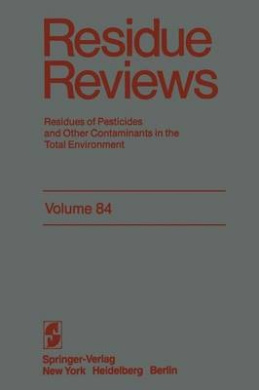 Residue
Reviews
Residues of Pesticides
and Other Contaminants in the
Total Environment
Volume 84
Springer-Verlag
New York Heidelberg Berlin